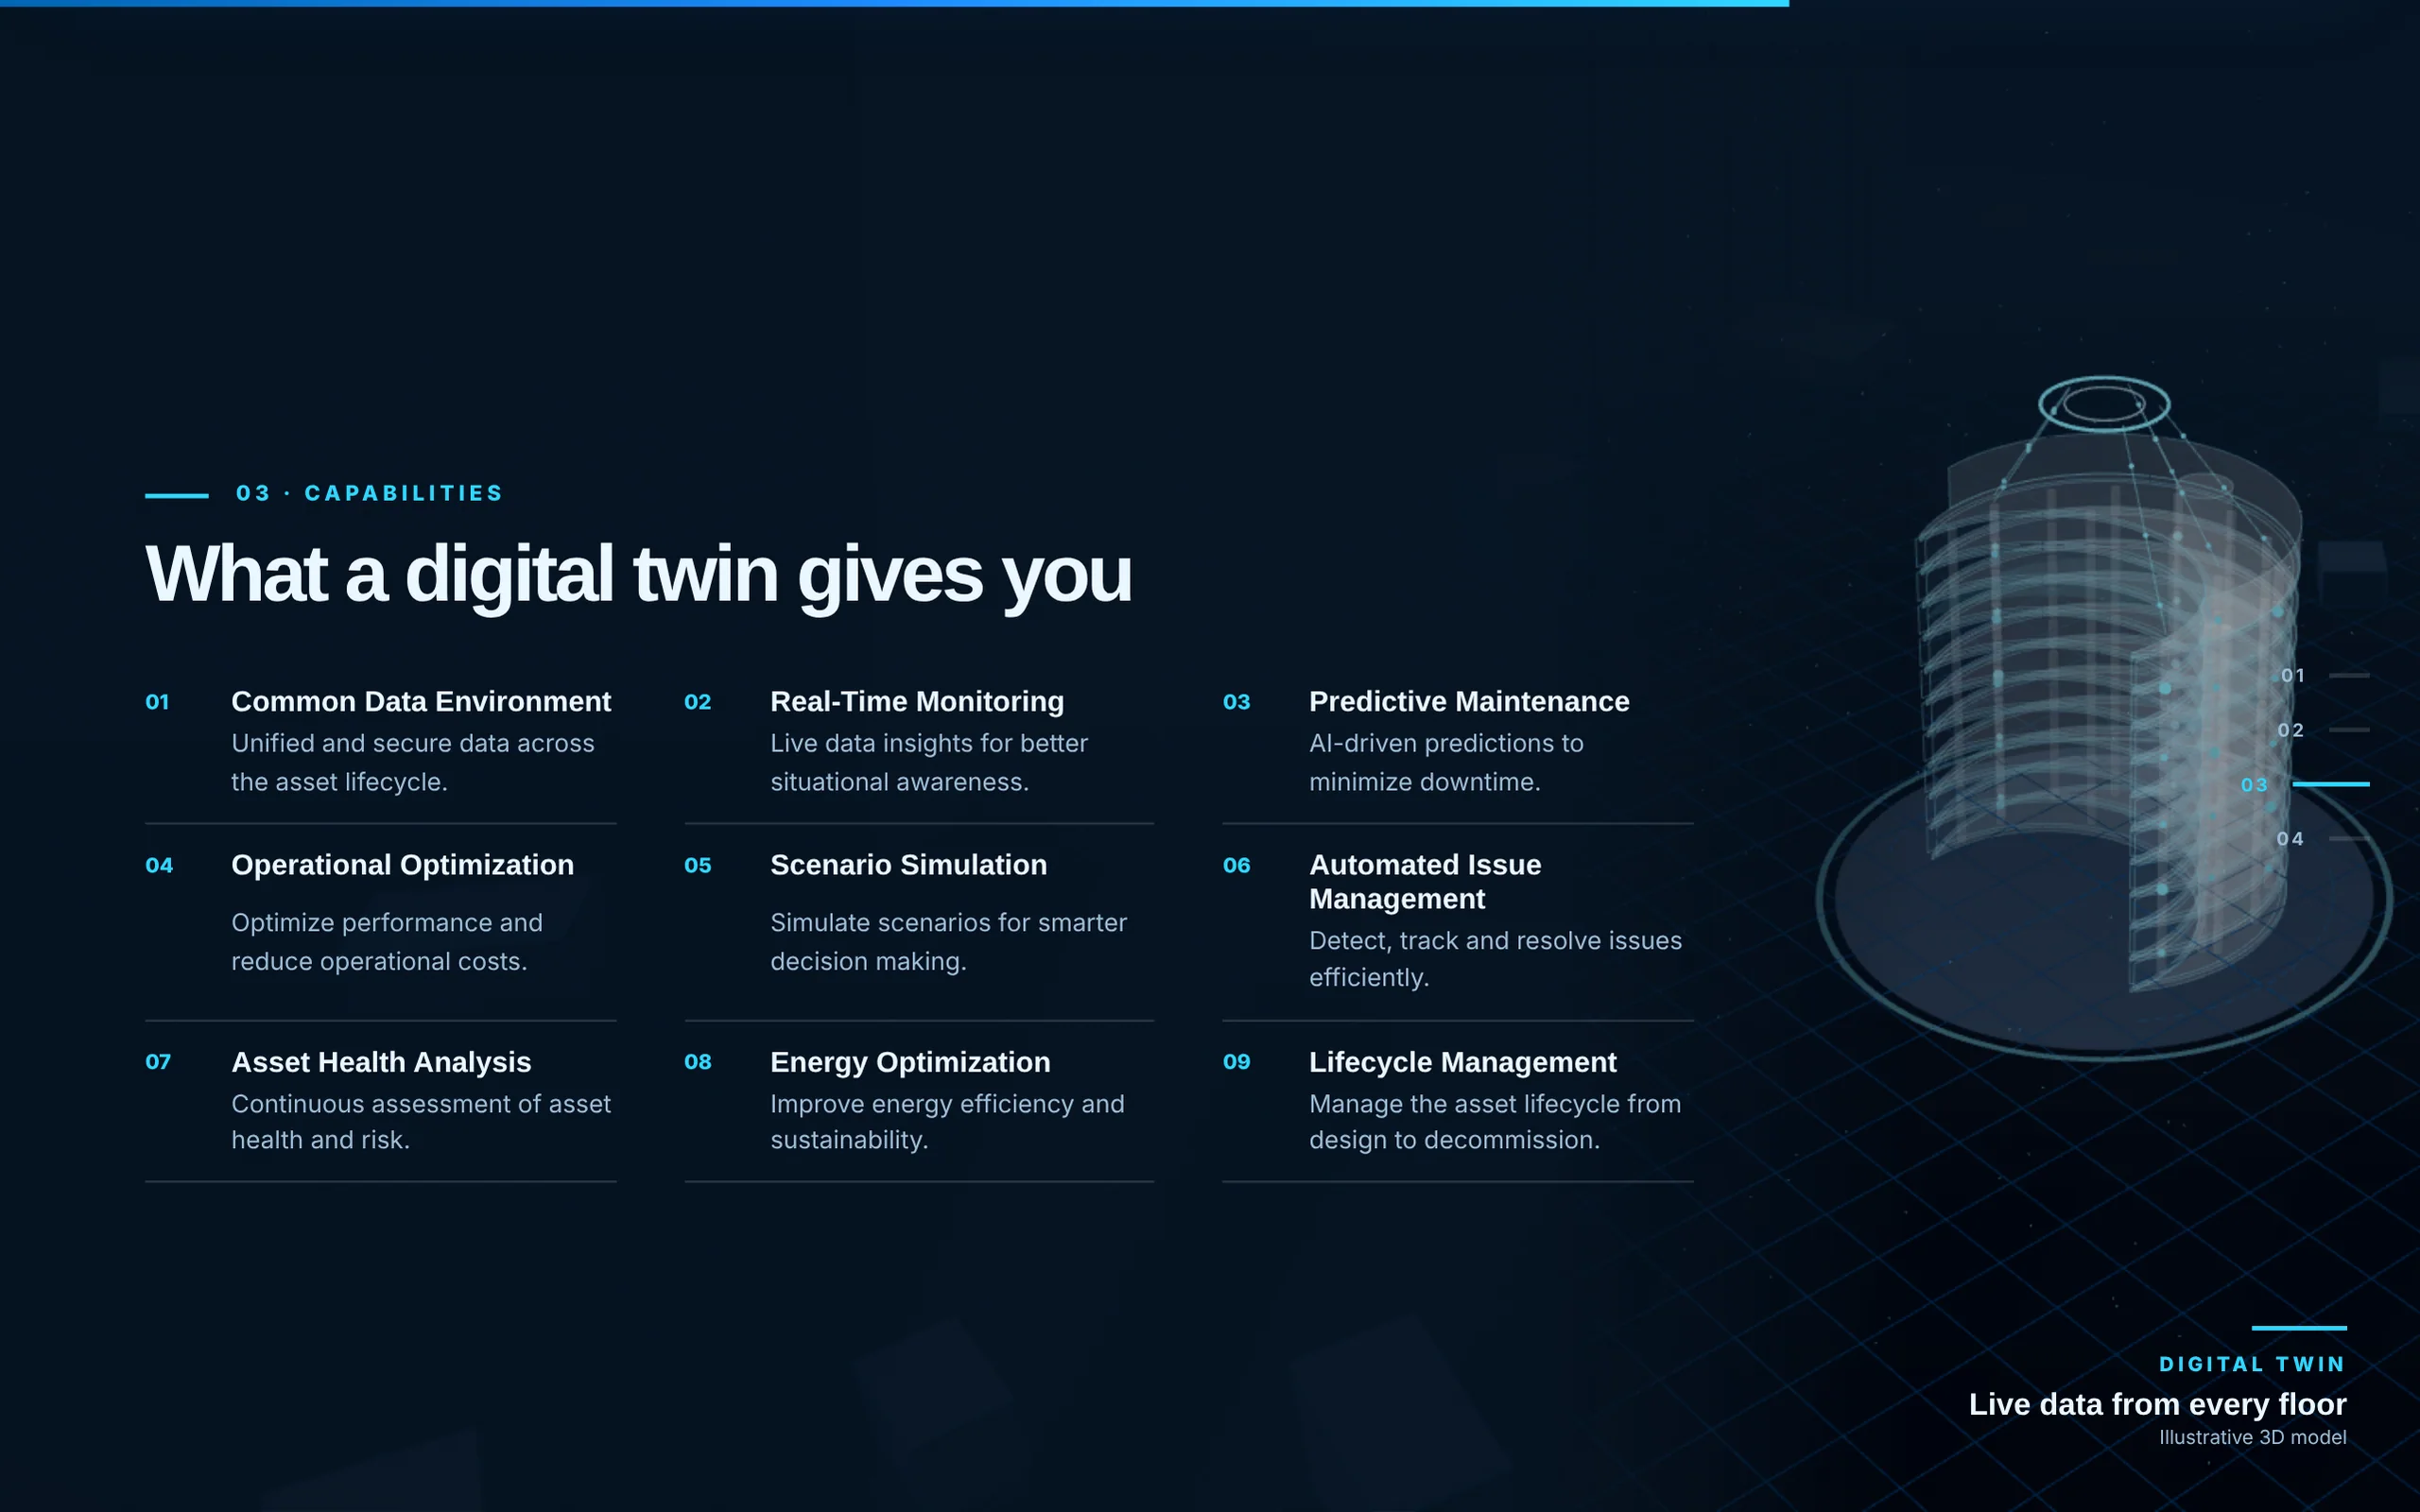 03 · CAPABILITIES
What a digital twin gives you
01
Common Data Environment
Unified and secure data across
the asset lifecycle.
02
Real-Time Monitoring
Live data insights for better
situational awareness.
03
Predictive Maintenance
AI-driven predictions to
minimize downtime.
04
Operational Optimization
Optimize performance and
reduce operational costs.
05
Scenario Simulation
Simulate scenarios for smarter
decision making.
06
Automated Issue
Management
Detect, track and resolve issues
efficiently.
07
Asset Health Analysis
Continuous assessment of asset
health and risk.
08
Energy Optimization
Improve energy efficiency and
sustainability.
09
Lifecycle Management
Manage the asset lifecycle from
design to decommission.
01
02
03
04
DIGITAL TWIN
Live data from every floor
Illustrative 3D model